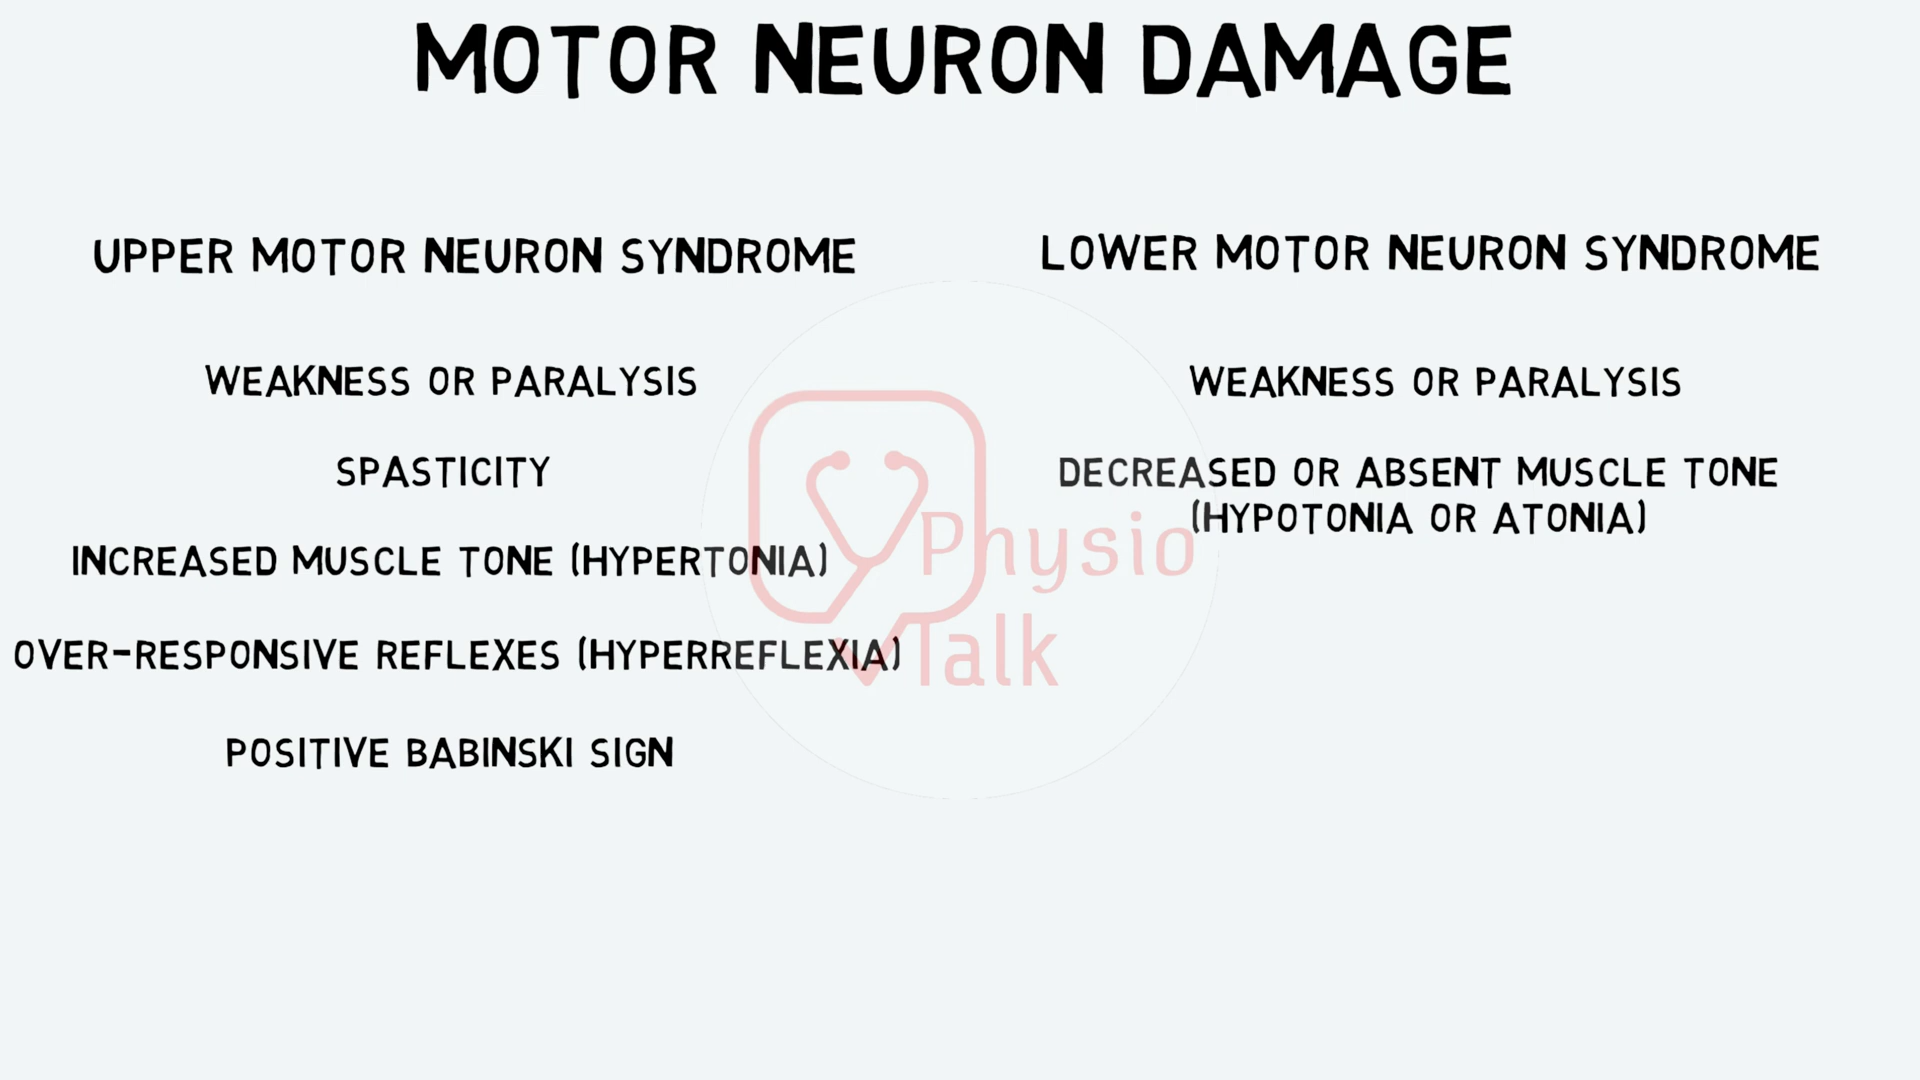 MOTOR NEURON DAMAGE
UPPER MOTOR NEURON SYNDROME
WEAKNESS OR PARALYSIS
SPASTICITY
INCREASED MUSCLE TONE (HYPERTONIA)
OVER-RESPONSIVE REFLEXES (HYPERREFLEXIA)
POSITIVE BABINSKI SIGN
LOWER MOTOR NEURON SYNDROME
WEAKNESS OR PARALYSIS
DECREASED OR ABSENT MUSCLE TONE
(HYPOTONIA OR ATONIA)
Physio
Talk